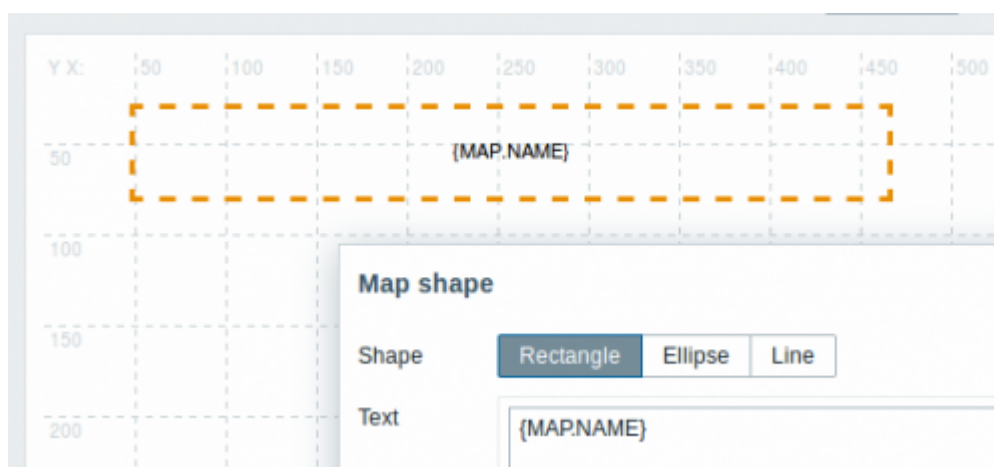 Y X: 50 100 150 200 250 300 350 400 450 500
50
{MAP.NAME}
100
Map shape
150
Shape Rectangle Ellipse Line
Text
{MAP.NAME}
200